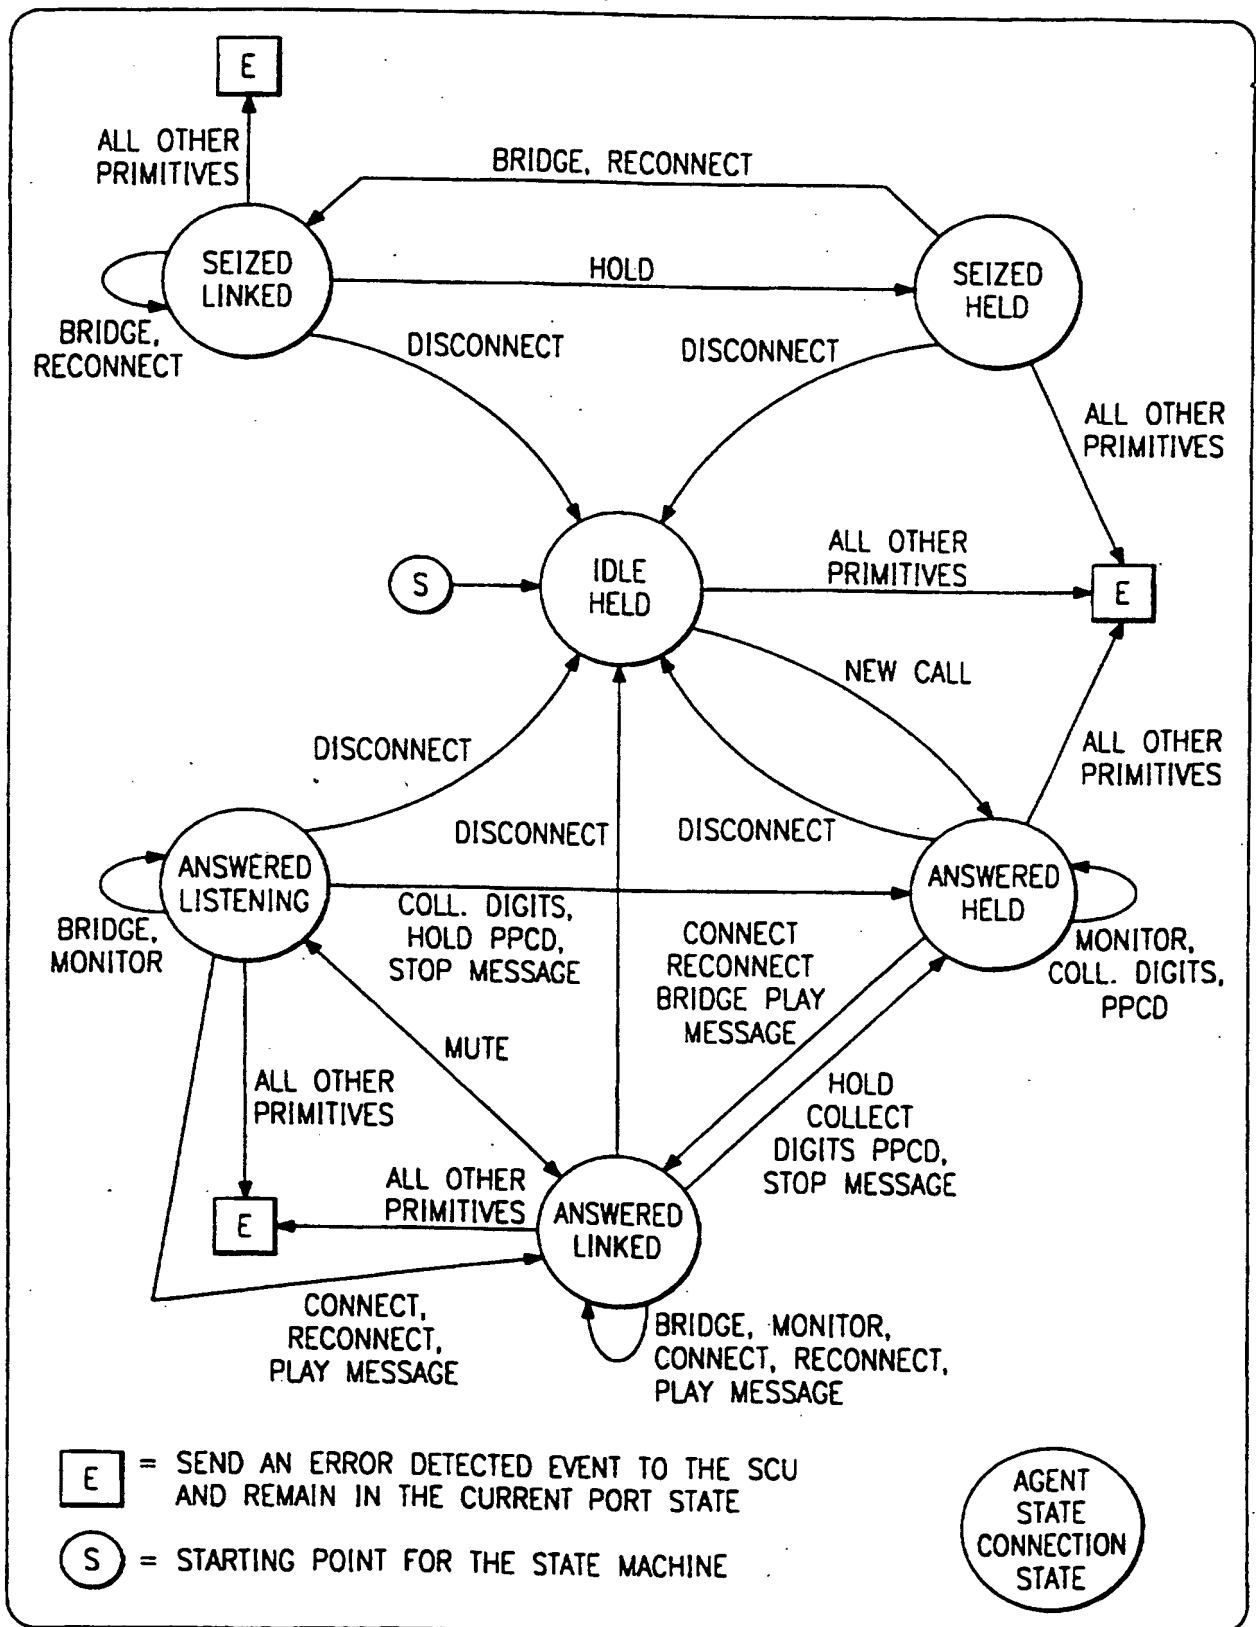 E
ALL OTHER
PRIMITIVES
BRIDGE, RECONNECT
SEIZED
LINKED
HOLD
SEIZED
HELD
BRIDGE,
RECONNECT
DISCONNECT
DISCONNECT
ALL OTHER
PRIMITIVES
S
IDLE
HELD
ALL OTHER
PRIMITIVES
E
NEW CALL
DISCONNECT
ALL OTHER
PRIMITIVES
DISCONNECT
DISCONNECT
ANSWERED
LISTENING
ANSWERED
HELD
BRIDGE,
MONITOR
COLL. DIGITS,
HOLD PPCD,
STOP MESSAGE
CONNECT
RECONNECT
BRIDGE PLAY
MESSAGE
MONITOR,
COLL. DIGITS,
PPCD
MUTE
ALL OTHER
PRIMITIVES
HOLD
COLLECT
DIGITS PPCD,
STOP MESSAGE
ALL OTHER
PRIMITIVES
E
ANSWERED
LINKED
CONNECT,
RECONNECT,
PLAY MESSAGE
BRIDGE, MONITOR,
CONNECT, RECONNECT,
PLAY MESSAGE
E = SEND AN ERROR DETECTED EVENT TO THE SCU
AND REMAIN IN THE CURRENT PORT STATE
S = STARTING POINT FOR THE STATE MACHINE
AGENT
STATE
CONNECTION
STATE